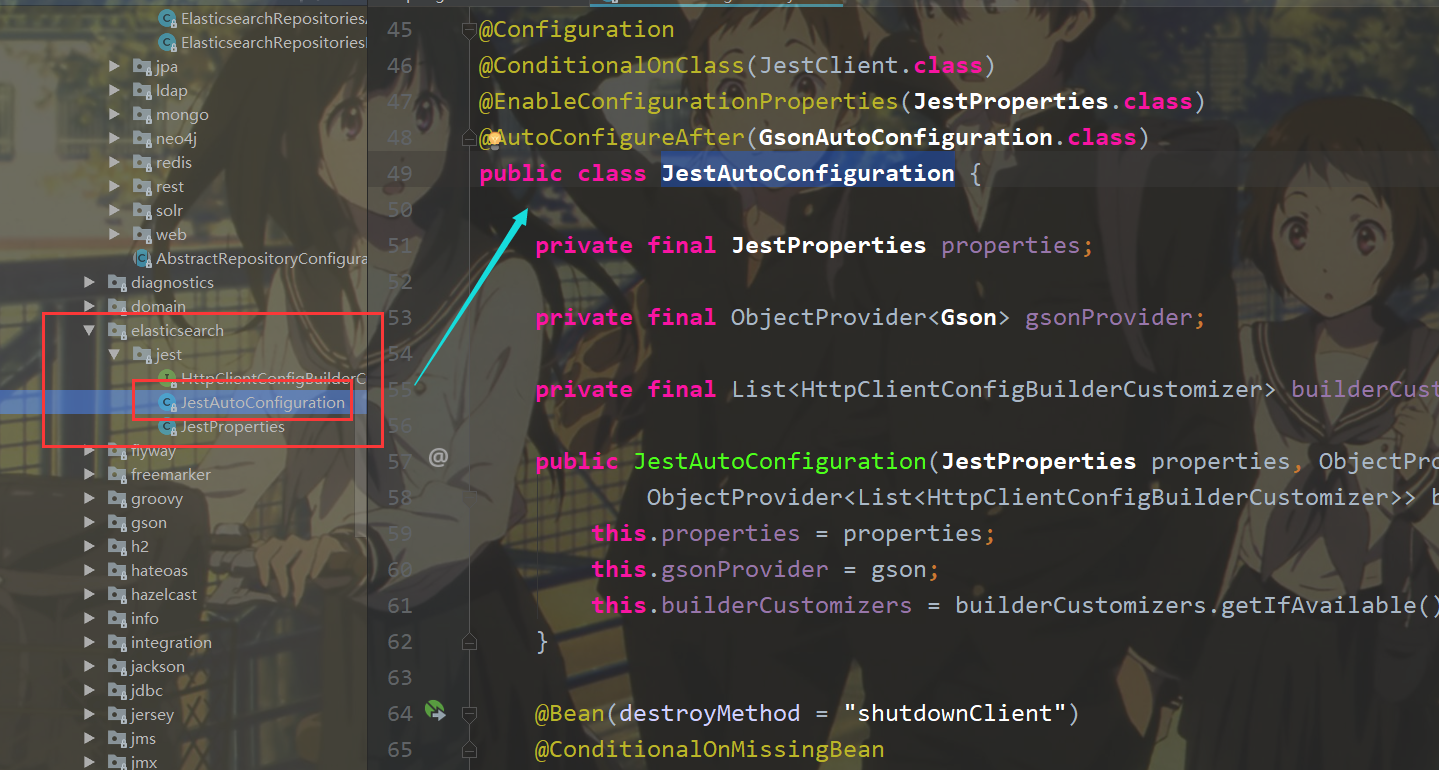 ElasticsearchRepositories
ElasticsearchRepositories
jpa
ldap
mongo
neo4j
redis
rest
solr
web
AbstractRepositoryConfigura
diagnostics
domain
elasticsearch
jest
HttpClientConfigBuilderC
JestAutoConfiguration
JestProperties
flyway
freemarker
groovy
gson
h2
hateoas
hazelcast
info
integration
jackson
jdbc
jersey
jms
jmx
45 @Configuration
46 @ConditionalOnClass(JestClient.class)
47 @EnableConfigurationProperties(JestProperties.class)
48 @AutoConfigureAfter(GsonAutoConfiguration.class)
49 public class JestAutoConfiguration {
50
51 private final JestProperties properties;
52
53 private final ObjectProvider<Gson> gsonProvider;
54
55 private final List<HttpClientConfigBuilderCustomizer> builderCust
56
57 @ public JestAutoConfiguration(JestProperties properties, ObjectPro
58 ObjectProvider<List<HttpClientConfigBuilderCustomizer>> b
59 this.properties = properties;
60 this.gsonProvider = gson;
61 this.builderCustomizers = builderCustomizers.getIfAvailable()
62 }
63
64 @Bean(destroyMethod = "shutdownClient")
65 @ConditionalOnMissingBean